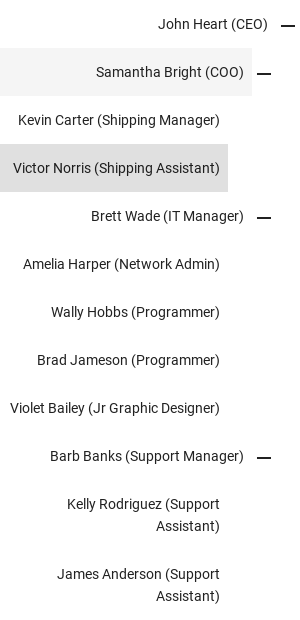 John Heart (CEO)
Samantha Bright (COO)
Kevin Carter (Shipping Manager)
Victor Norris (Shipping Assistant)
Brett Wade (IT Manager)
Amelia Harper (Network Admin)
Wally Hobbs (Programmer)
Brad Jameson (Programmer)
Violet Bailey (Jr Graphic Designer)
Barb Banks (Support Manager)
Kelly Rodriguez (Support
Assistant)
James Anderson (Support
Assistant)